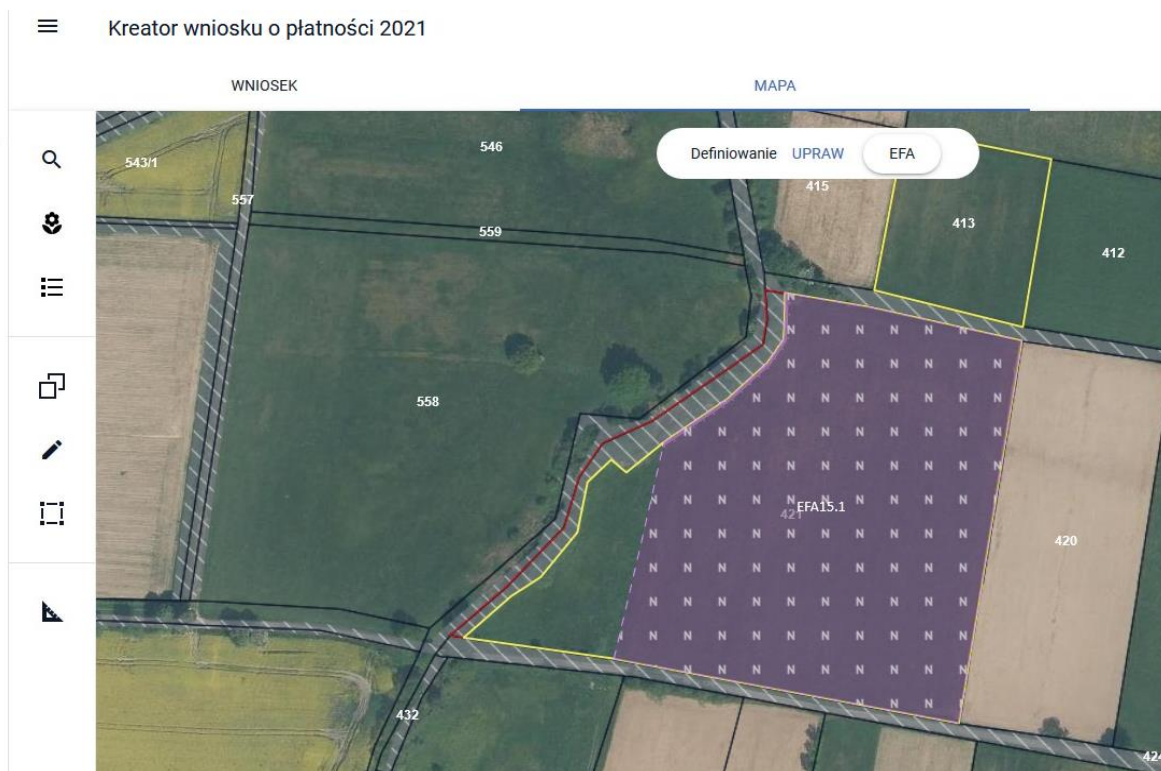 Kreator wniosku o płatności 2021
WNIOSEK
MAPA
Definiowanie UPRAW EFA
543/1
546
557
559
415
413
412
558
N
N N N N N N
N N N N N N N
N N N N N N N N
N N N N N N N N N
N N N N N N N N N N
N N N N N N N N N N N
EFA15.1
421
N N N N N N N N N N
N N N N N N N N N N
N N N N N N N N N N
N N N N N N N N N N
N N N N N N N N N
N N N
420
432
424